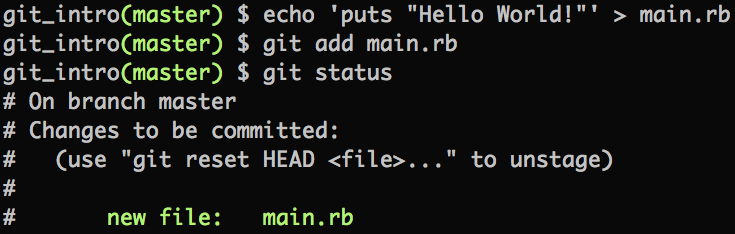 git_intro(master) $ echo 'puts "Hello World!"' > main.rb
git_intro(master) $ git add main.rb
git_intro(master) $ git status
# On branch master
# Changes to be committed:
#   (use "git reset HEAD <file>..." to unstage)
#
#       new file:   main.rb